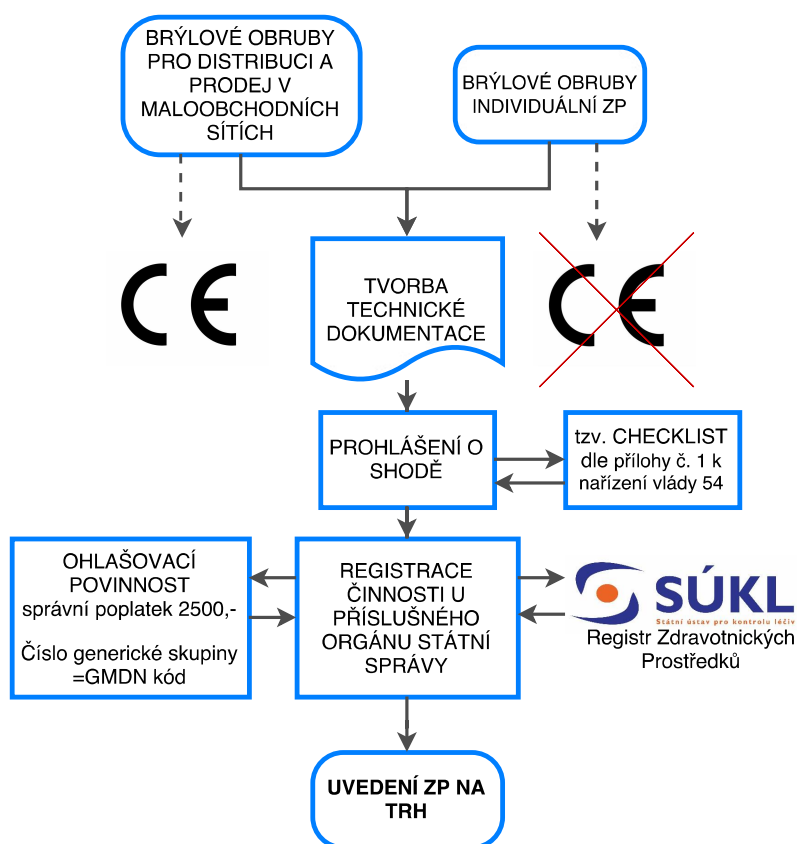 BRÝLOVÉ OBRUBY
PRO DISTRIBUCI A
PRODEJ V
MALOOBCHODNÍCH
SÍTÍCH
BRÝLOVÉ OBRUBY
INDIVIDUÁLNÍ ZP
CE
TVORBA
TECHNICKÉ
DOKUMENTACE
CE
PROHLÁŠENÍ O
SHODĚ
tzv. CHECKLIST
dle přílohy č. 1 k
nařízení vlády 54
OHLAŠOVACÍ
POVINNOST
správní poplatek 2500,-
Číslo generické skupiny
=GMDN kód
REGISTRACE
ČINNOSTI U
PŘÍSLUŠNÉHO
ORGÁNU STÁTNÍ
SPRÁVY
SÚKL
Státní ústav pro kontrolu léčiv
Registr Zdravotnických
Prostředků
UVEDENÍ ZP NA
TRH